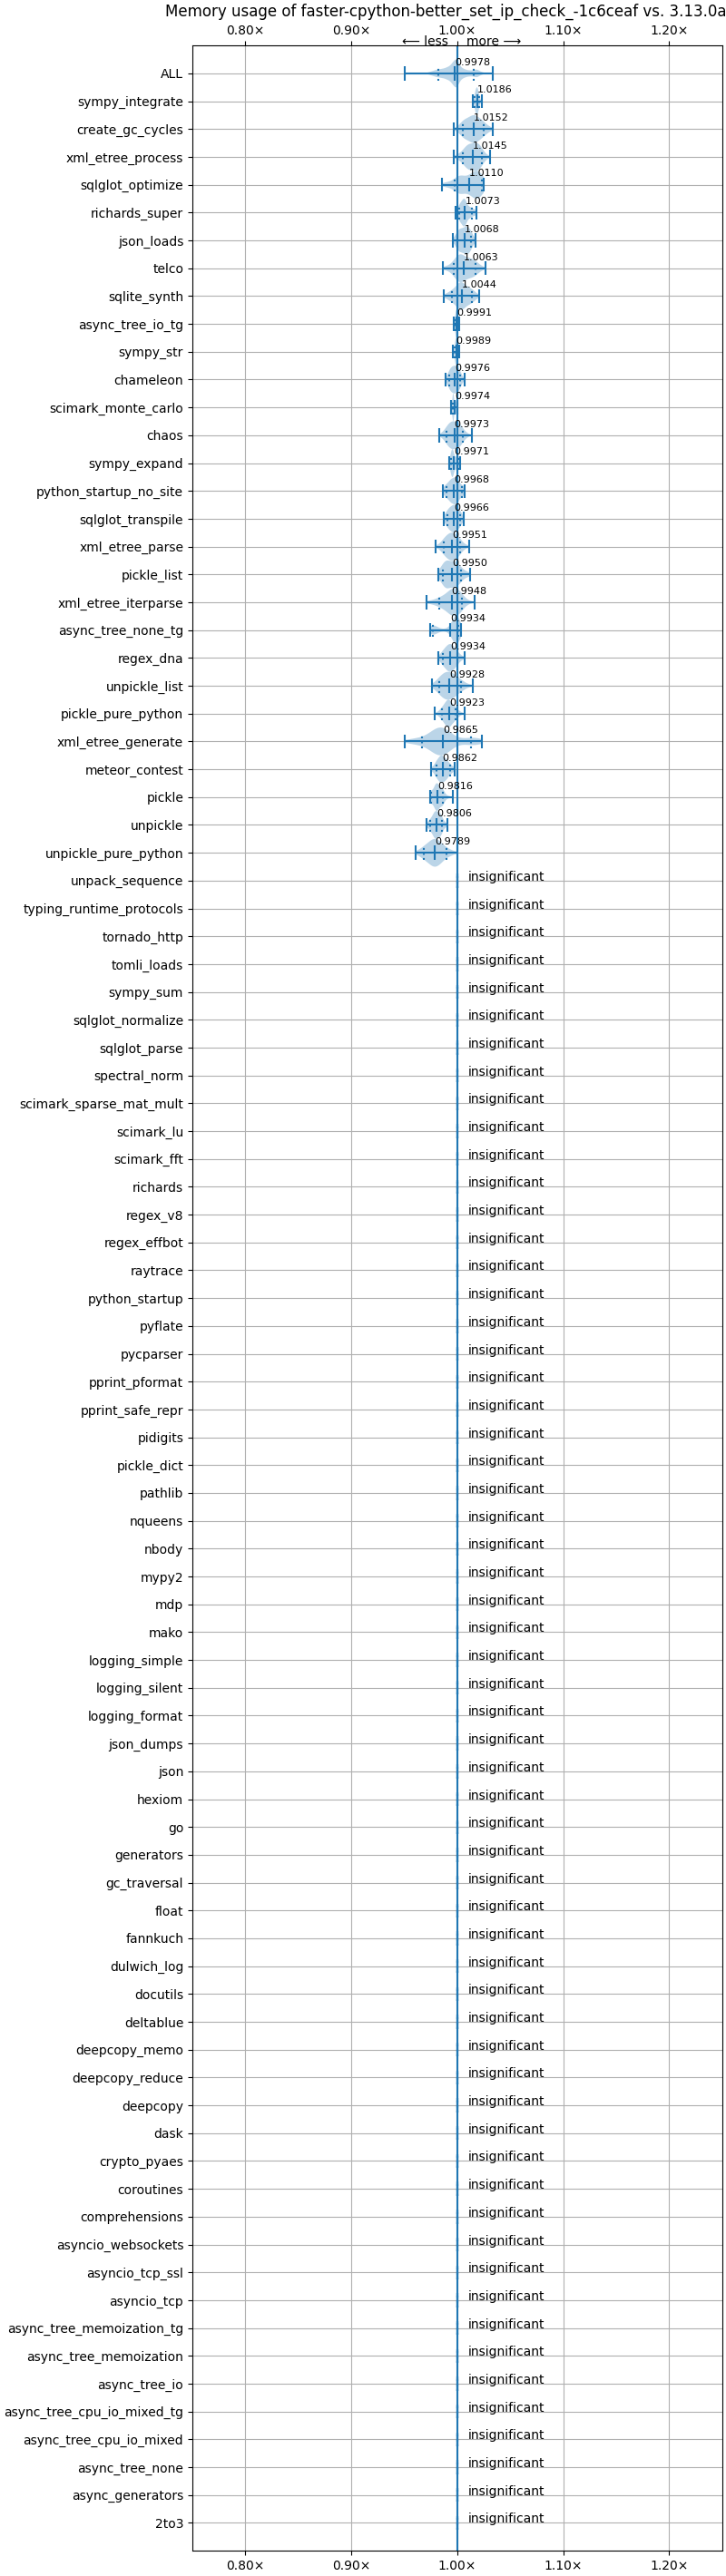 Memory usage of faster-cpython-better_set_ip_check_-1c6ceaf vs. 3.13.0a
0.80× 0.90× 1.00× 1.10× 1.20×
⟵ less more ⟶
ALL 0.9978
sympy_integrate 1.0186
create_gc_cycles 1.0152
xml_etree_process 1.0145
sqlglot_optimize 1.0110
richards_super 1.0073
json_loads 1.0068
telco 1.0063
sqlite_synth 1.0044
async_tree_io_tg 0.9991
sympy_str 0.9989
chameleon 0.9976
scimark_monte_carlo 0.9974
chaos 0.9973
sympy_expand 0.9971
python_startup_no_site 0.9968
sqlglot_transpile 0.9966
xml_etree_parse 0.9951
pickle_list 0.9950
xml_etree_iterparse 0.9948
async_tree_none_tg 0.9934
regex_dna 0.9934
unpickle_list 0.9928
pickle_pure_python 0.9923
xml_etree_generate 0.9865
meteor_contest 0.9862
pickle 0.9816
unpickle 0.9806
unpickle_pure_python 0.9789
unpack_sequence insignificant
typing_runtime_protocols insignificant
tornado_http insignificant
tomli_loads insignificant
sympy_sum insignificant
sqlglot_normalize insignificant
sqlglot_parse insignificant
spectral_norm insignificant
scimark_sparse_mat_mult insignificant
scimark_lu insignificant
scimark_fft insignificant
richards insignificant
regex_v8 insignificant
regex_effbot insignificant
raytrace insignificant
python_startup insignificant
pyflate insignificant
pycparser insignificant
pprint_pformat insignificant
pprint_safe_repr insignificant
pidigits insignificant
pickle_dict insignificant
pathlib insignificant
nqueens insignificant
nbody insignificant
mypy2 insignificant
mdp insignificant
mako insignificant
logging_simple insignificant
logging_silent insignificant
logging_format insignificant
json_dumps insignificant
json insignificant
hexiom insignificant
go insignificant
generators insignificant
gc_traversal insignificant
float insignificant
fannkuch insignificant
dulwich_log insignificant
docutils insignificant
deltablue insignificant
deepcopy_memo insignificant
deepcopy_reduce insignificant
deepcopy insignificant
dask insignificant
crypto_pyaes insignificant
coroutines insignificant
comprehensions insignificant
asyncio_websockets insignificant
asyncio_tcp_ssl insignificant
asyncio_tcp insignificant
async_tree_memoization_tg insignificant
async_tree_memoization insignificant
async_tree_io insignificant
async_tree_cpu_io_mixed_tg insignificant
async_tree_cpu_io_mixed insignificant
async_tree_none insignificant
async_generators insignificant
2to3 insignificant
0.80× 0.90× 1.00× 1.10× 1.20×